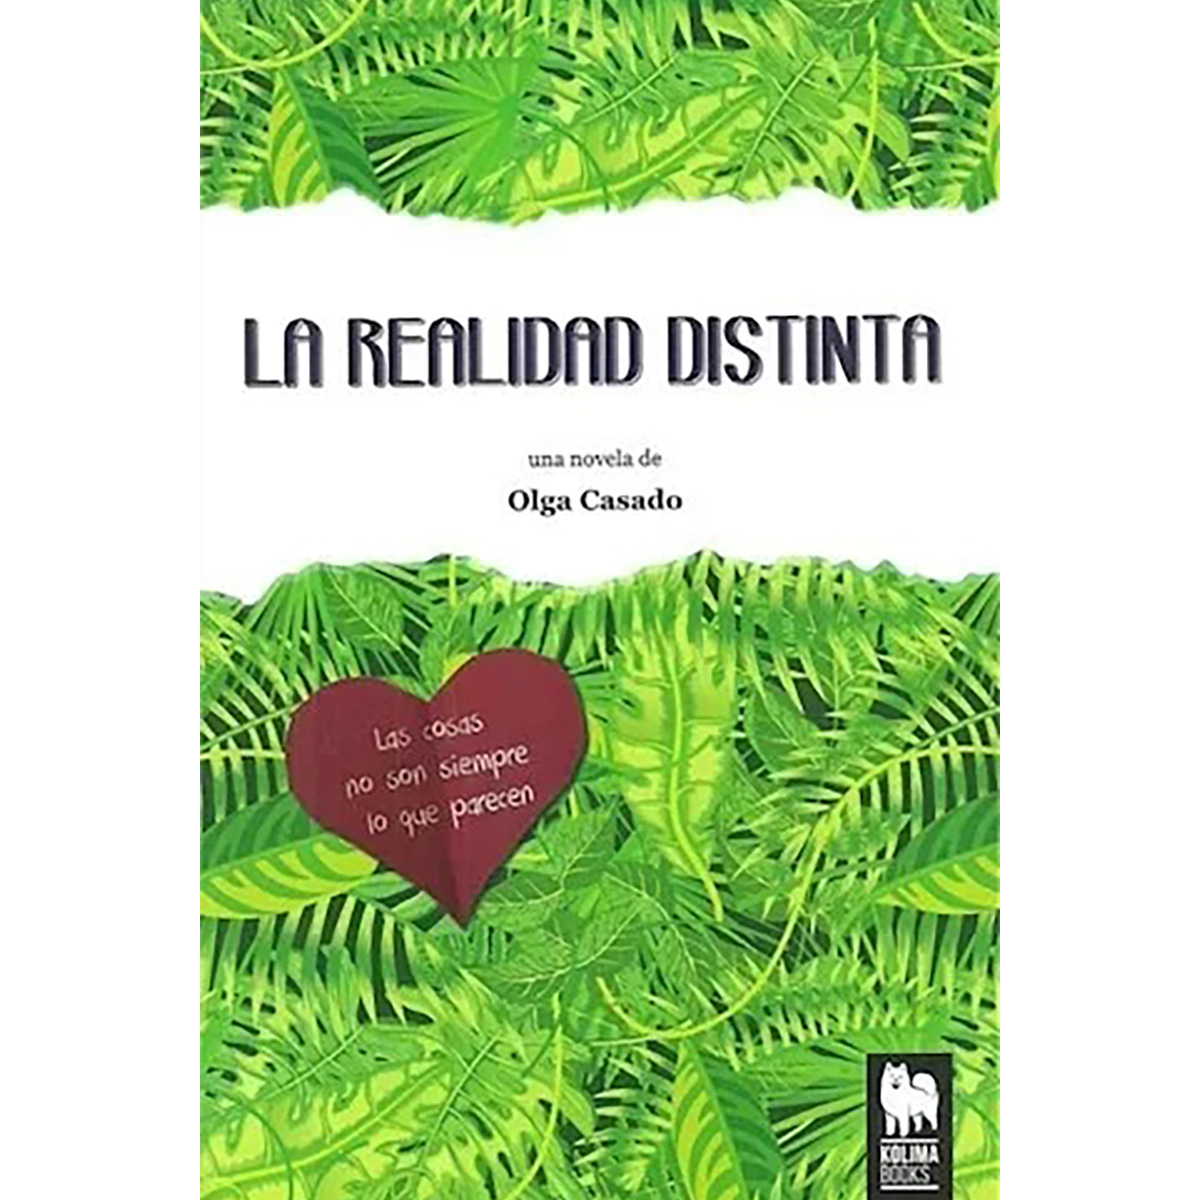 LA REALIDAD DISTINTA
una novela de
Olga Casado
Las cosas
no son siempre
lo que parecen
KOLIMA
BOOKS